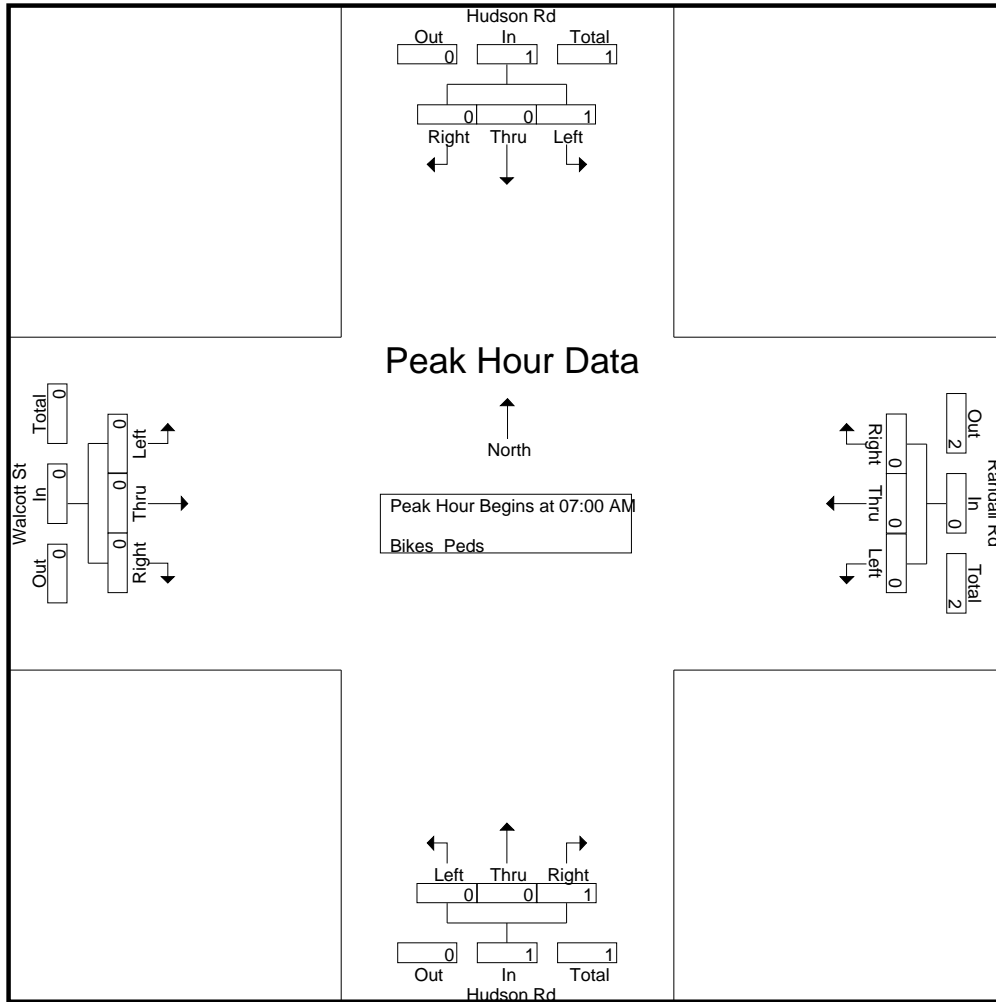 Hudson Rd
Out In Total
0 1 1
0 0 1
Right Thru Left
Peak Hour Data
North
Peak Hour Begins at 07:00 AM
Bikes Peds
Walcott St
Total In Out
0 0 0
0 0 0
Left Thru Right
Randall Rd
Out In Total
2 0 2
0 0 0
Right Thru Left
Left Thru Right
0 0 1
0 1 1
Out In Total
Hudson Rd